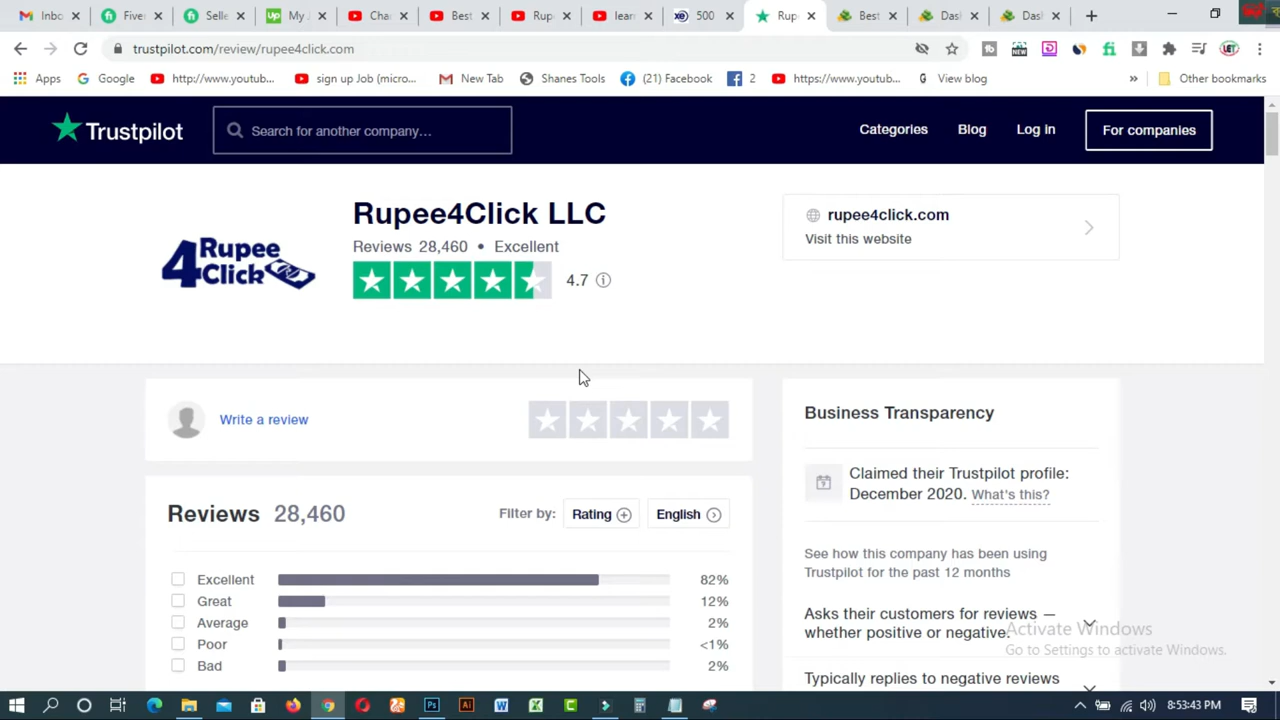 Inbo
Fiver
Selle
My J
Cha
Best
Rup
lear
500
Rup
Best
Dash
Dash
trustpilot.com/review/rupee4click.com
Apps
Google
http://www.youtub...
sign up Job (micro...
New Tab
Shanes Tools
(21) Facebook
2
https://www.youtub...
View blog
»
Other bookmarks
Trustpilot
Search for another company...
Categories
Blog
Log in
For companies
4 Rupee
Click
Rupee4Click LLC
Reviews 28,460 • Excellent
4.7
rupee4click.com
Visit this website
Write a review
Reviews 28,460
Filter by:
Rating
English
Excellent 82%
Great 12%
Average 2%
Poor <1%
Bad 2%
Business Transparency
Claimed their Trustpilot profile:
December 2020. What's this?
See how this company has been using
Trustpilot for the past 12 months
Asks their customers for reviews —
whether positive or negative.
Typically replies to negative reviews
Activate Windows
Go to Settings to activate Windows.
8:53:43 PM